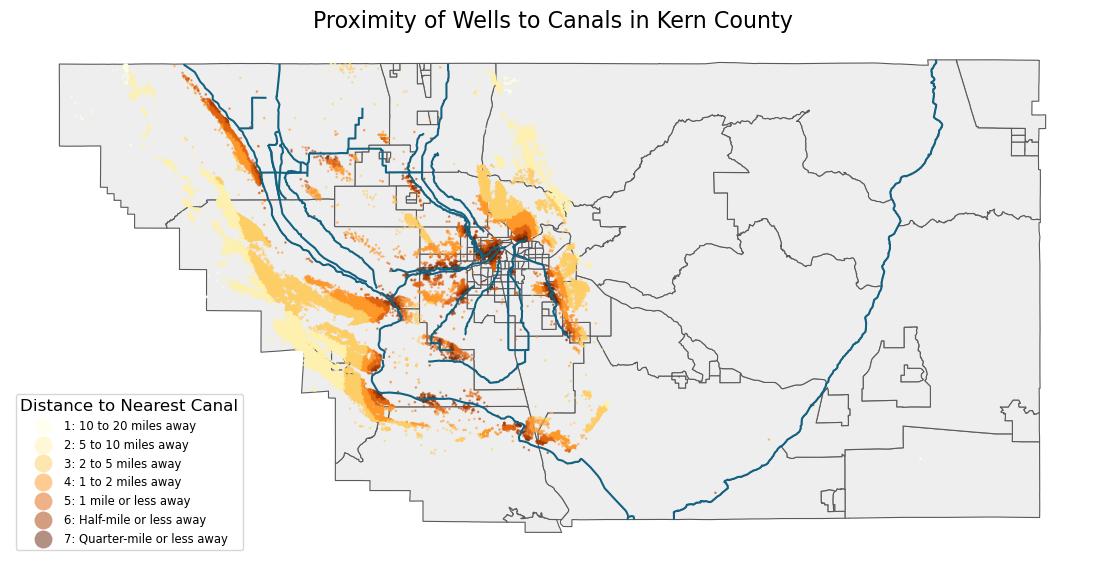 Proximity of Wells to Canals in Kern County
Distance to Nearest Canal
1: 10 to 20 miles away
2: 5 to 10 miles away
3: 2 to 5 miles away
4: 1 to 2 miles away
5: 1 mile or less away
6: Half-mile or less away
7: Quarter-mile or less away